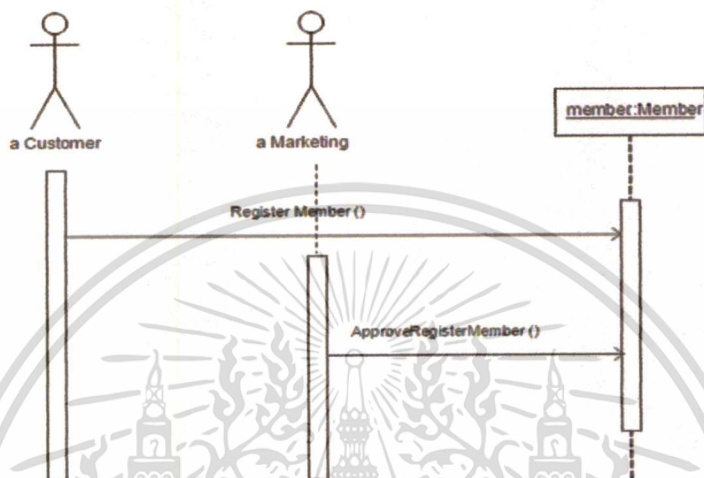 a Customer
a Marketing
member:Member
Register Member ()
ApproveRegisterMember ()